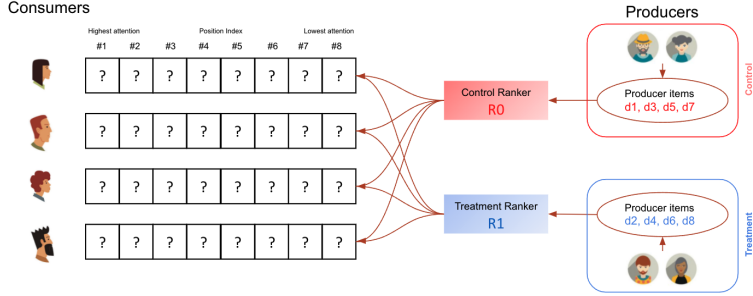 Consumers
Producers
Highest attention Position Index Lowest attention
#1 #2 #3 #4 #5 #6 #7 #8
? ? ? ? ? ? ? ?
Control Ranker
R0
Producer items
d1, d3, d5, d7
Control
? ? ? ? ? ? ? ?
? ? ? ? ? ? ? ?
Treatment Ranker
R1
Producer items
d2, d4, d6, d8
Treatment
? ? ? ? ? ? ? ?